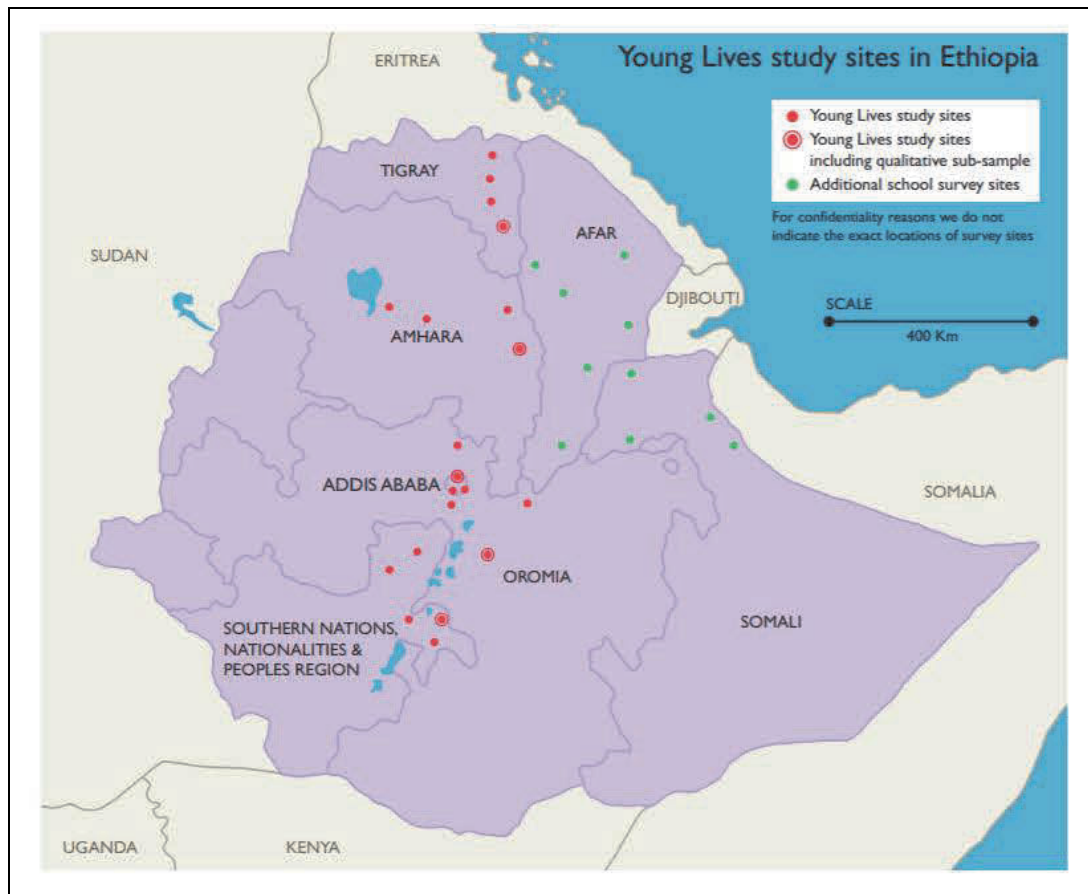 Young Lives study sites in Ethiopia
Young Lives study sites
Young Lives study sites
including qualitative sub-sample
Additional school survey sites
For confidentiality reasons we do not
indicate the exact locations of survey sites
SCALE
400 Km
ERITREA
TIGRAY
AFAR
SUDAN
DJIBOUTI
AMHARA
ADDIS ABABA
SOMALIA
OROMIA
SOMALI
SOUTHERN NATIONS,
NATIONALITIES &
PEOPLES REGION
UGANDA
KENYA